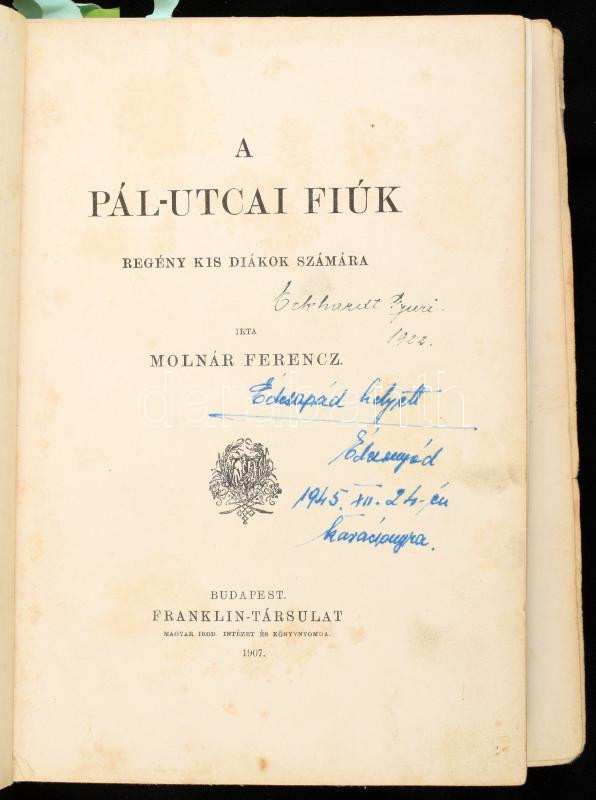 A
PÁL-UTCAI FIÚK
REGÉNY KIS DIÁKOK SZÁMÁRA
Eckhardt Gyuri.
1922.
IRTA
MOLNÁR FERENCZ.
Édesapád helyett
Édesanyád
1945. XII. 24-én
karácsonyra.
BUDAPEST.
FRANKLIN-TÁRSULAT
MAGYAR IROD. INTÉZET ÉS KÖNYVNYOMDA.
1907.